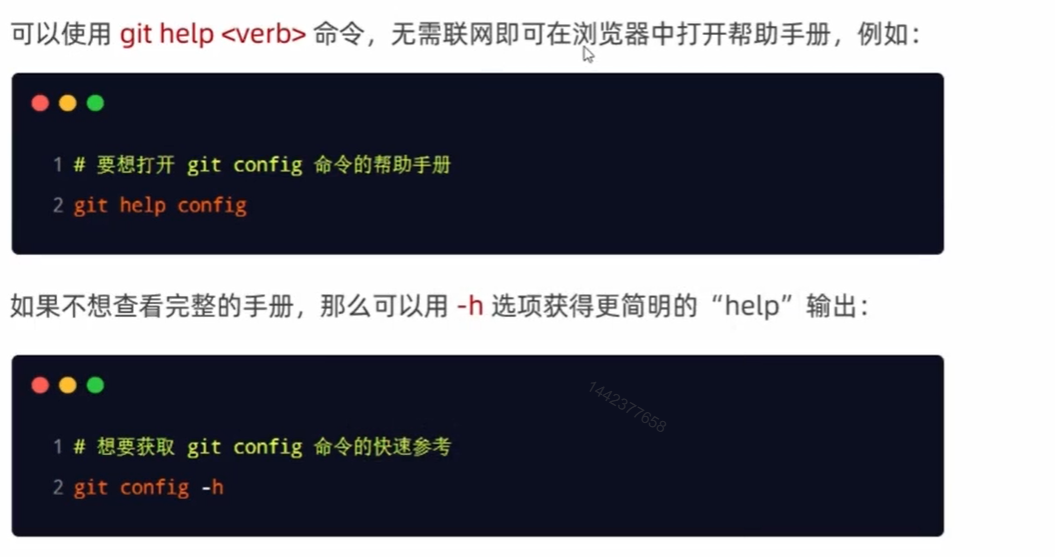 可以使用 git help <verb> 命令，无需联网即可在浏览器中打开帮助手册，例如：
1 # 要想打开 git config 命令的帮助手册
2 git help config
如果不想查看完整的手册，那么可以用 -h 选项获得更简明的“help”输出：
1442377658
1 # 想要获取 git config 命令的快速参考
2 git config -h